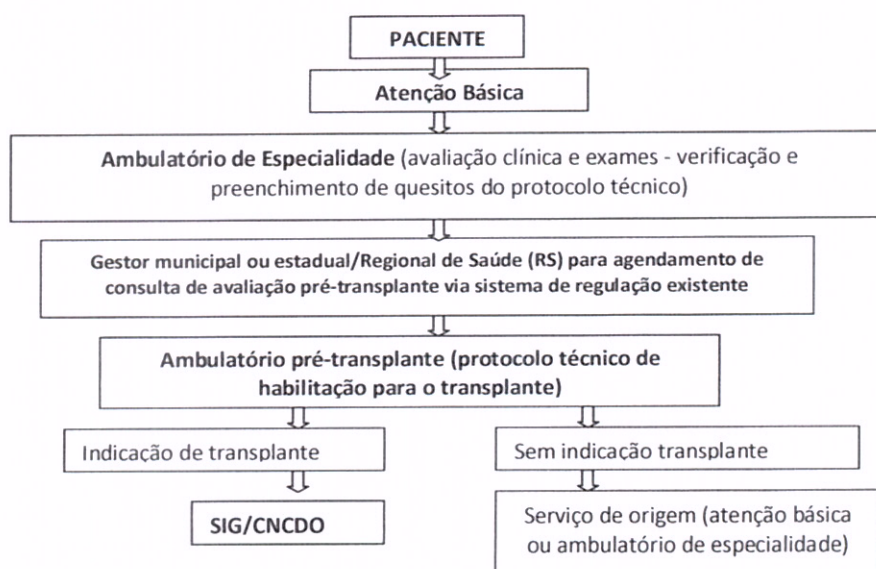 PACIENTE
Atenção Básica
Ambulatório de Especialidade (avaliação clínica e exames - verificação e
preenchimento de quesitos do protocolo técnico)
Gestor municipal ou estadual/Regional de Saúde (RS) para agendamento de
consulta de avaliação pré-transplante via sistema de regulação existente
Ambulatório pré-transplante (protocolo técnico de
habilitação para o transplante)
Indicação de transplante
Sem indicação transplante
SIG/CNCDO
Serviço de origem (atenção básica
ou ambulatório de especialidade)